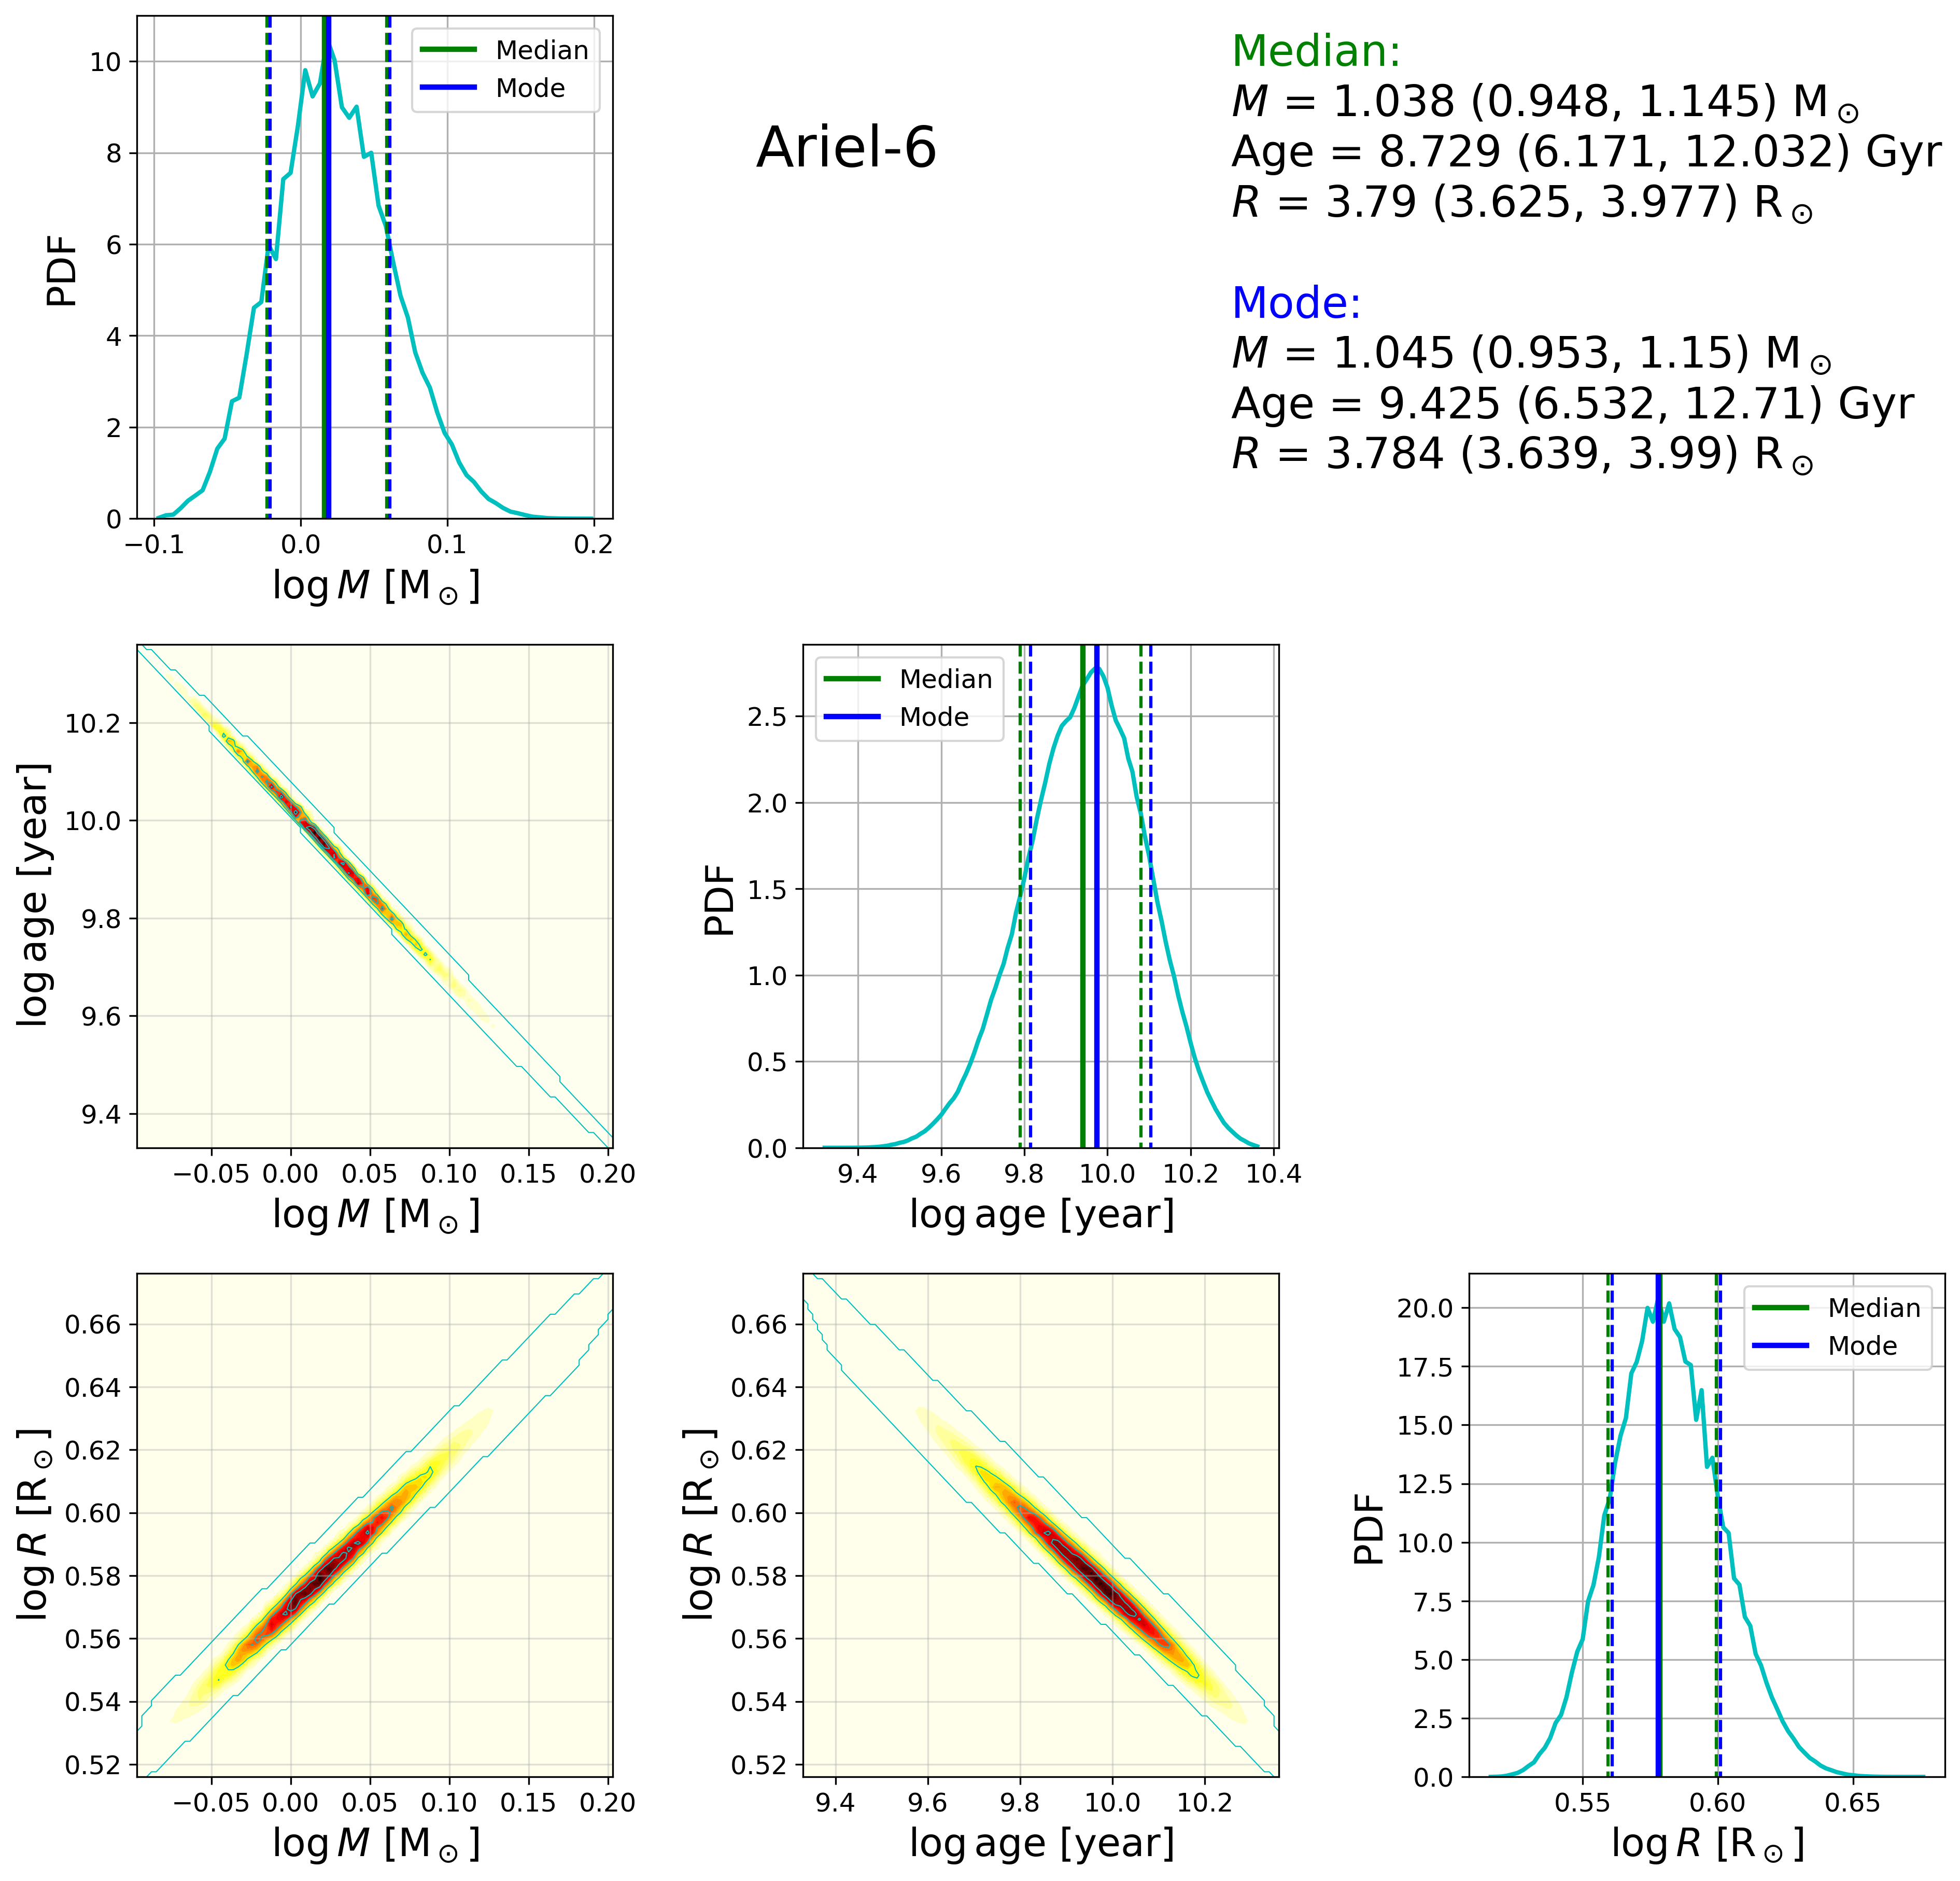 Ariel-6
Median:
M = 1.038 (0.948, 1.145) M⊙
Age = 8.729 (6.171, 12.032) Gyr
R = 3.79 (3.625, 3.977) R⊙
Mode:
M = 1.045 (0.953, 1.15) M⊙
Age = 9.425 (6.532, 12.71) Gyr
R = 3.784 (3.639, 3.99) R⊙
PDF
10
8
6
4
2
0
Median
Mode
−0.1 0.0 0.1 0.2
log M [M⊙]
log age [year]
10.2
10.0
9.8
9.6
9.4
−0.05 0.00 0.05 0.10 0.15 0.20
log M [M⊙]
PDF
2.5
2.0
1.5
1.0
0.5
0.0
Median
Mode
9.4 9.6 9.8 10.0 10.2 10.4
log age [year]
log R [R⊙]
0.66
0.64
0.62
0.60
0.58
0.56
0.54
0.52
−0.05 0.00 0.05 0.10 0.15 0.20
log M [M⊙]
log R [R⊙]
0.66
0.64
0.62
0.60
0.58
0.56
0.54
0.52
9.4 9.6 9.8 10.0 10.2
log age [year]
PDF
20.0
17.5
15.0
12.5
10.0
7.5
5.0
2.5
0.0
Median
Mode
0.55 0.60 0.65
log R [R⊙]